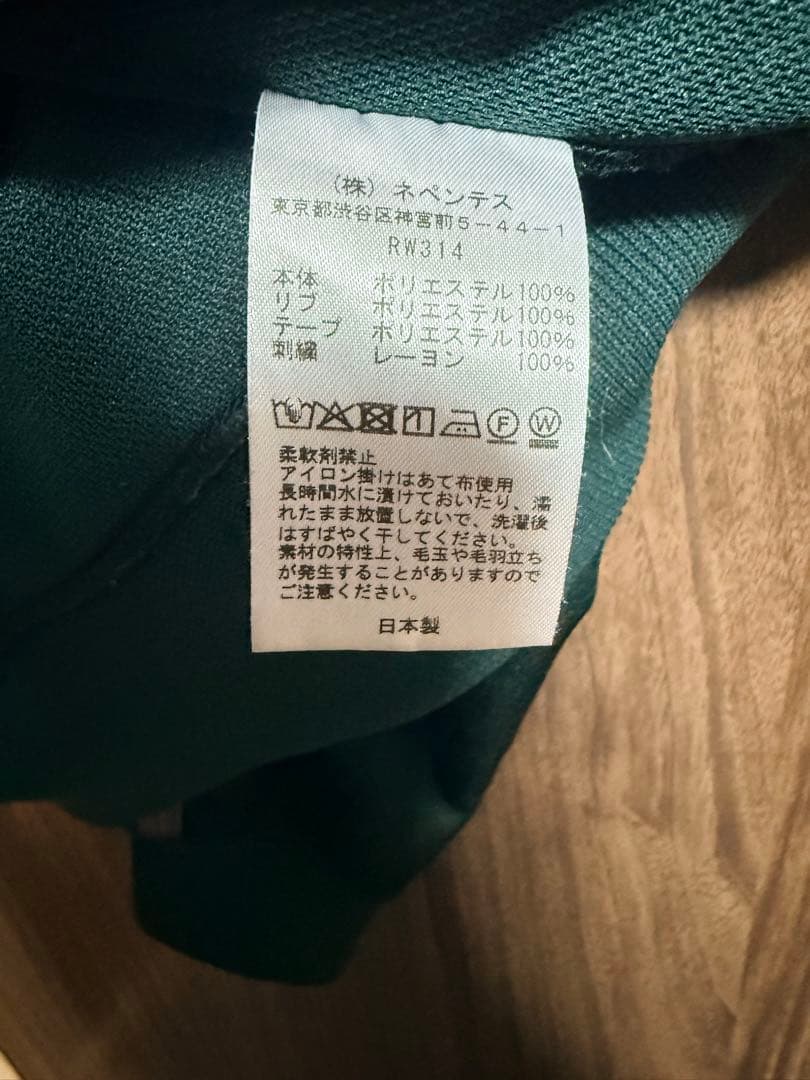 (株) ネペンテス
東京都渋谷区神宮前5-44-1
RW314
本体 ポリエステル100%
リブ ポリエステル100%
テープ ポリエステル100%
刺繍 レーヨン 100%
F W
柔軟剤禁止
アイロン掛けはあて布使用
長時間水に漬けておいたり、濡
れたまま放置しないで、洗濯後
はすばやく干してください。
素材の特性上、毛玉や毛羽立ち
が発生することがありますので
ご注意ください。
日本製